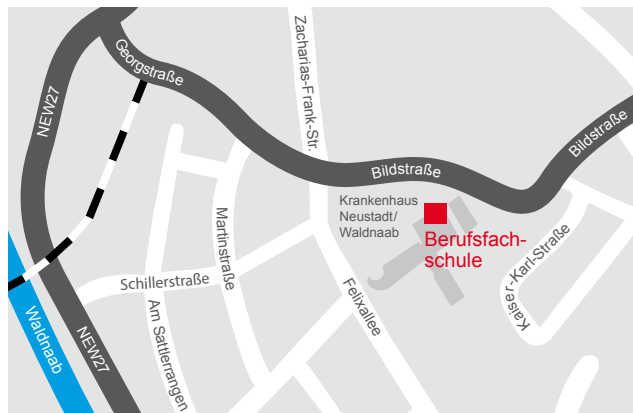 Georgstraße
Zacharias-Frank-Str.
NEW27
Bildstraße
Bildstraße
Krankenhaus
Neustadt/
Waldnaab
Berufsfach-
schule
Martinstraße
Kaiser-Karl-Straße
Schillerstraße
Felixallee
Am Sattlerrangen
Waldnaab
NEW27